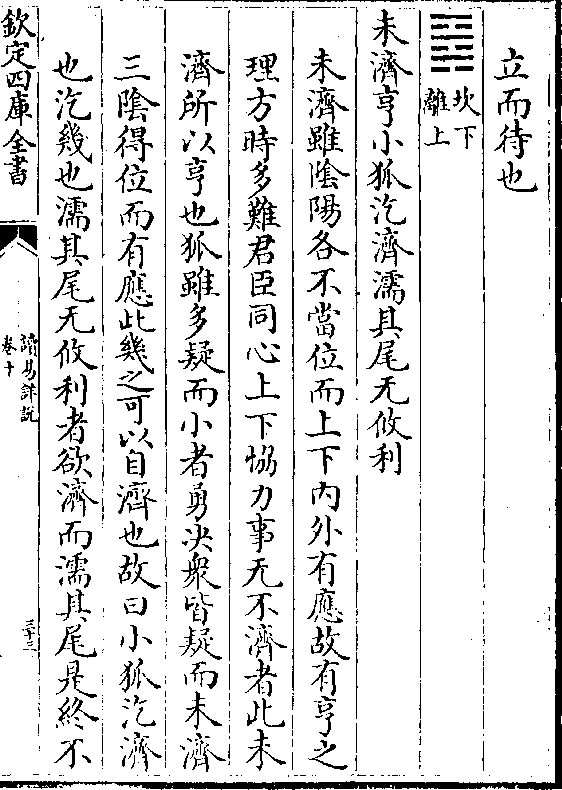 立而待也
坎下
離上
未濟亨小狐汔濟濡其尾无攸利
未濟雖陰陽各不當位而上下内外有應故有亨之
理方時多難君臣同心上下恊力事无不濟者此未
濟所以亨也狐雖多疑而小者勇决衆皆疑而未濟
三陰得位而有應此幾之可以自濟也故曰小狐汔濟
也汔幾也濡其尾无攸利者欲濟而濡其尾是終不
欽定四庫全書
讀易詳說
卷十
三十三